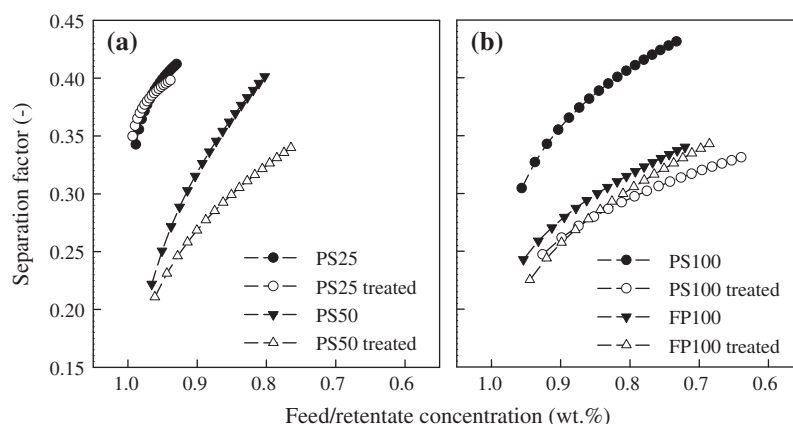 (a)
(b)
0.45
0.40
0.35
0.30
0.25
0.20
0.15
Separation factor (-)
PS25
PS25 treated
PS50
PS50 treated
PS100
PS100 treated
FP100
FP100 treated
1.0 0.9 0.8 0.7 0.6
1.0 0.9 0.8 0.7 0.6
Feed/retentate concentration (wt.%)